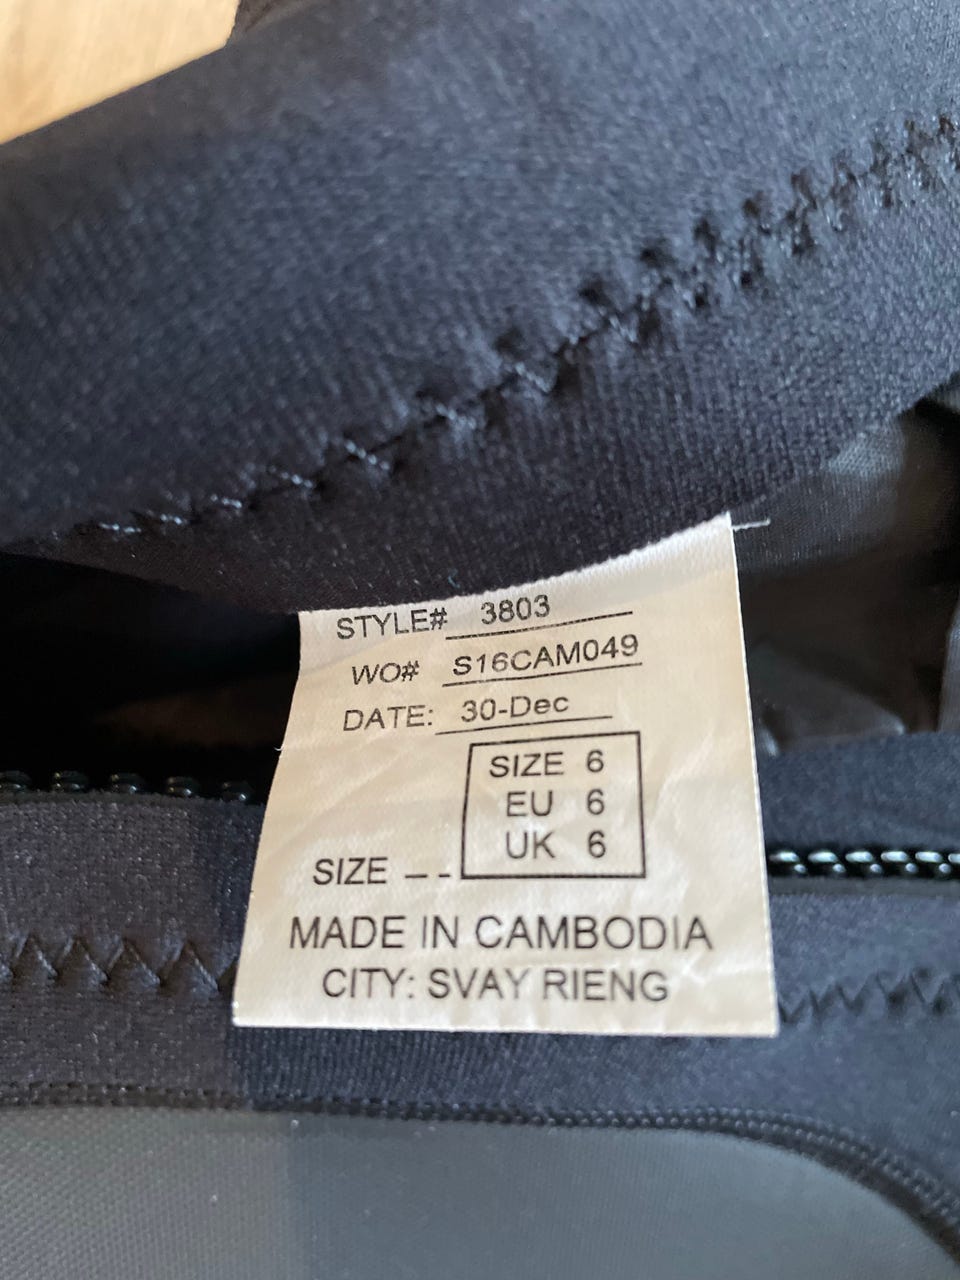 STYLE# 3803
WO# S16CAM049
DATE: 30-Dec
SIZE 6
EU 6
UK 6
SIZE _ _
MADE IN CAMBODIA
CITY: SVAY RIENG